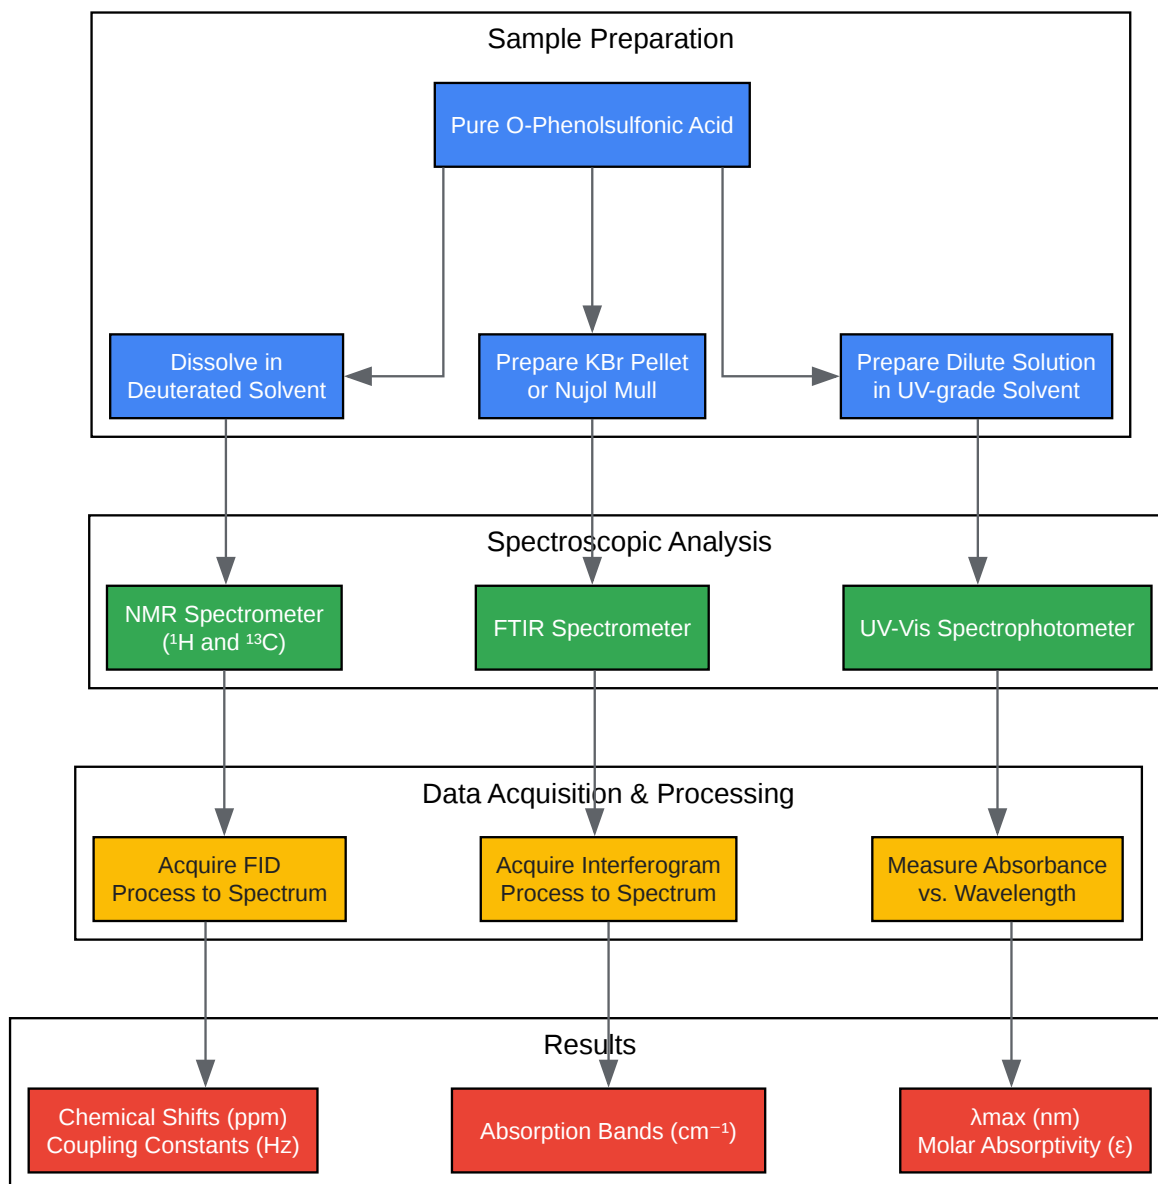 Sample Preparation
Pure O-Phenolsulfonic Acid
Dissolve in
Deuterated Solvent
Prepare KBr Pellet
or Nujol Mull
Prepare Dilute Solution
in UV-grade Solvent
Spectroscopic Analysis
NMR Spectrometer
(¹H and ¹³C)
FTIR Spectrometer
UV-Vis Spectrophotometer
Data Acquisition & Processing
Acquire FID
Process to Spectrum
Acquire Interferogram
Process to Spectrum
Measure Absorbance
vs. Wavelength
Results
Chemical Shifts (ppm)
Coupling Constants (Hz)
Absorption Bands (cm⁻¹)
λmax (nm)
Molar Absorptivity (ε)